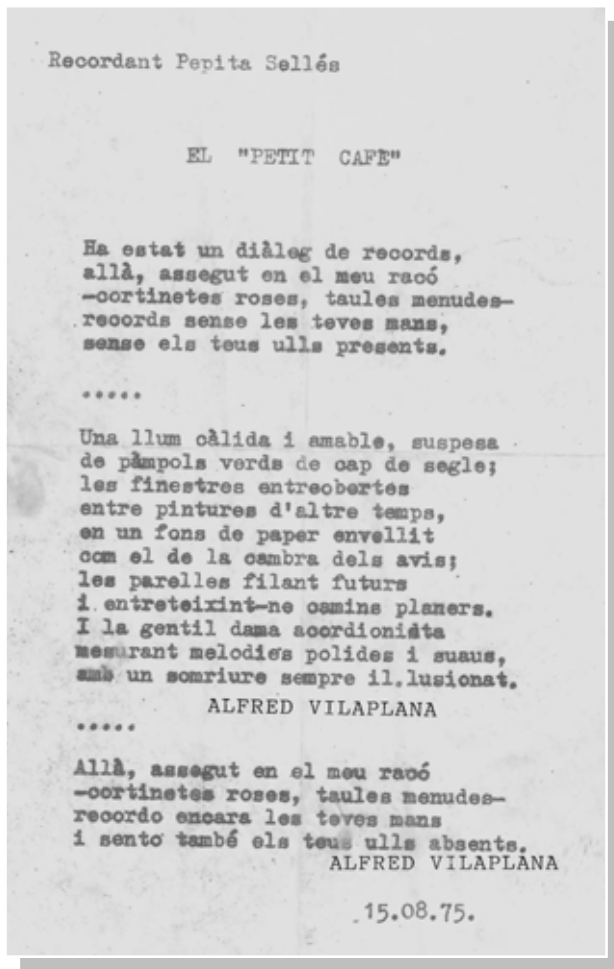 Recordant Pepita Sellés
EL "PETIT CAFÈ"
Ha estat un diàleg de records,
allà, assegut en el meu racó
-cortinetes roses, taules menudes-
records sense les teves mans,
sense els teus ulls presents.
.....
Una llum càlida i amable, suspesa
de pàmpols verds de cap de segle;
les finestres entreobertes
entre pintures d'altre temps,
en un fons de paper envellit
com el de la cambra dels avis;
les parelles filant futurs
i entreteixint-ne camins planers.
I la gentil dama acordionista
mesurant melodies polides i suaus,
amb un somriure sempre il.lusionat.
ALFRED VILAPLANA
.....
Allà, assegut en el meu racó
-cortinetes roses, taules menudes-
recordo encara les teves mans
i sento també els teus ulls absents.
ALFRED VILAPLANA
15.08.75.